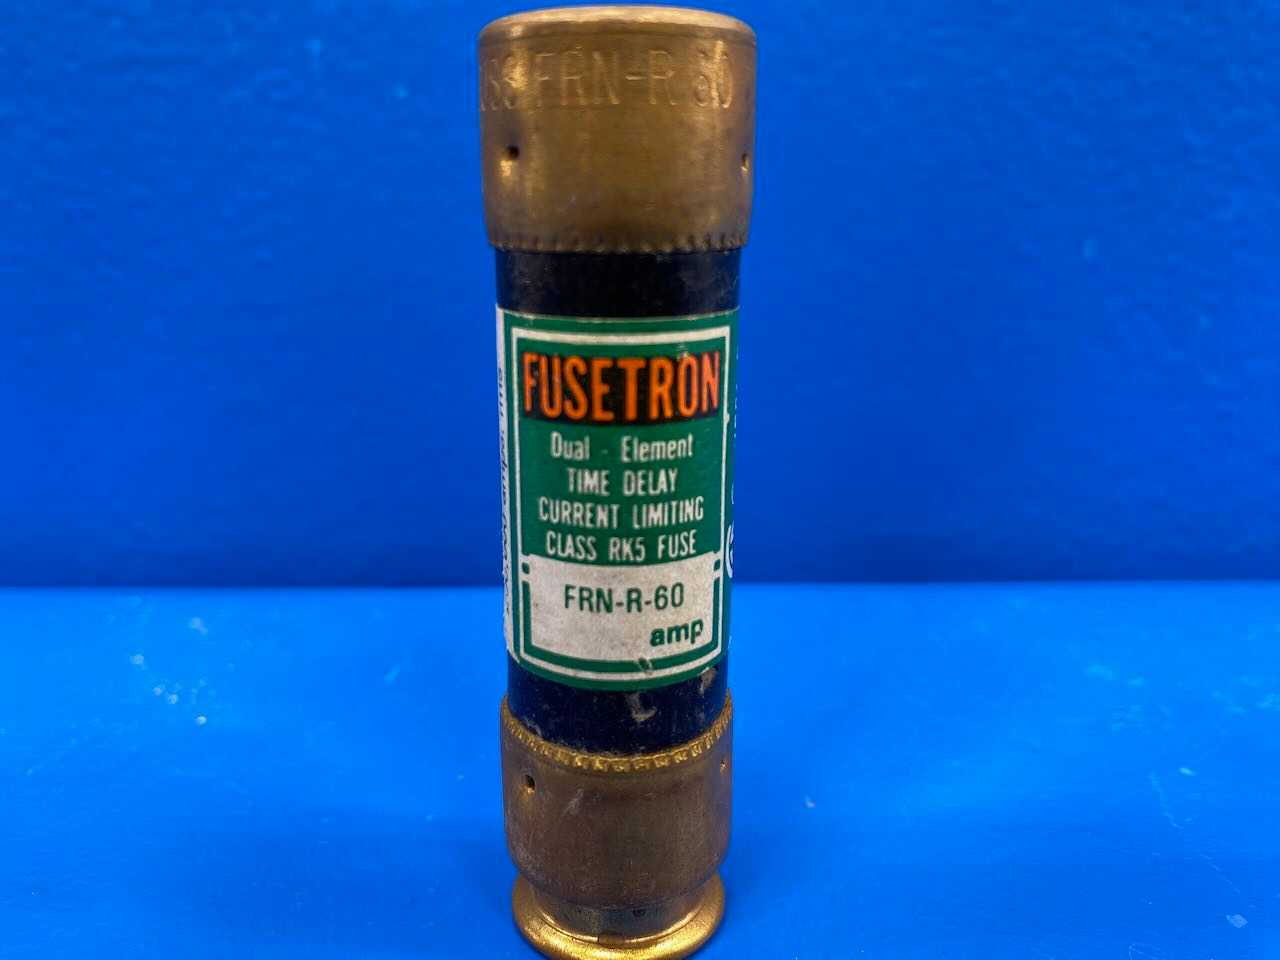 FRN-R 60
FUSETRON
Dual - Element
TIME DELAY
CURRENT LIMITING
CLASS RK5 FUSE
FRN-R-60
amp